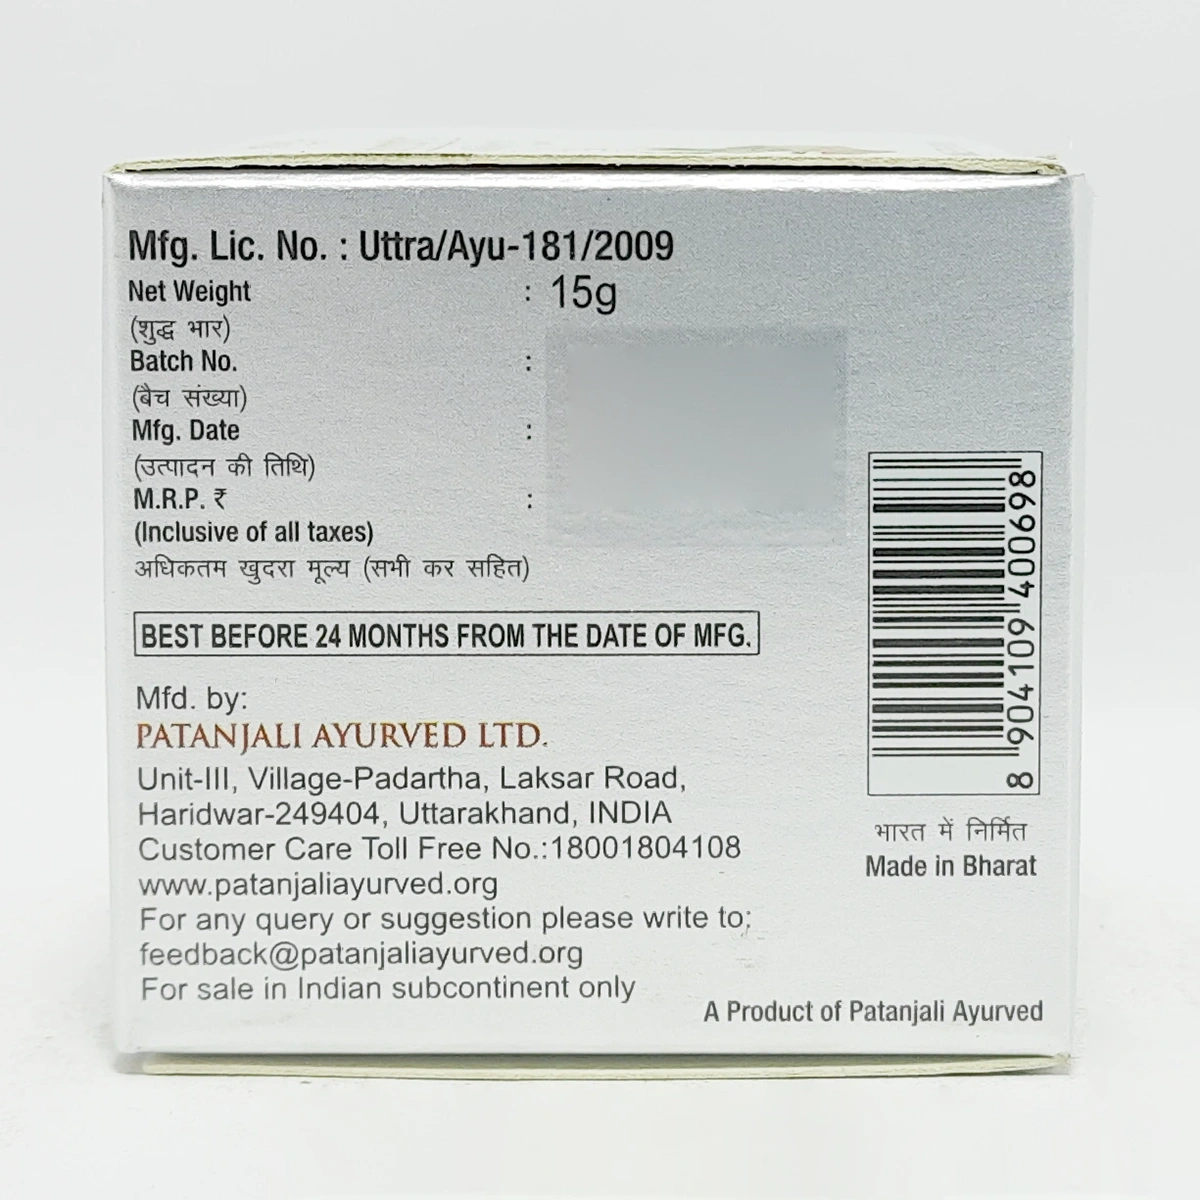 Mfg. Lic. No. : Uttra/Ayu-181/2009
Net Weight : 15g
(शुद्ध भार)
Batch No. :
(बैच संख्या)
Mfg. Date :
(उत्पादन की तिथि)
M.R.P. ₹ :
(Inclusive of all taxes)
अधिकतम खुदरा मूल्य (सभी कर सहित)
BEST BEFORE 24 MONTHS FROM THE DATE OF MFG.
Mfd. by:
PATANJALI AYURVED LTD.
Unit-III, Village-Padartha, Laksar Road,
Haridwar-249404, Uttarakhand, INDIA
Customer Care Toll Free No.:18001804108
www.patanjaliayurved.org
For any query or suggestion please write to;
feedback@patanjaliayurved.org
For sale in Indian subcontinent only
8 904109 400698
भारत में निर्मित
Made in Bharat
A Product of Patanjali Ayurved